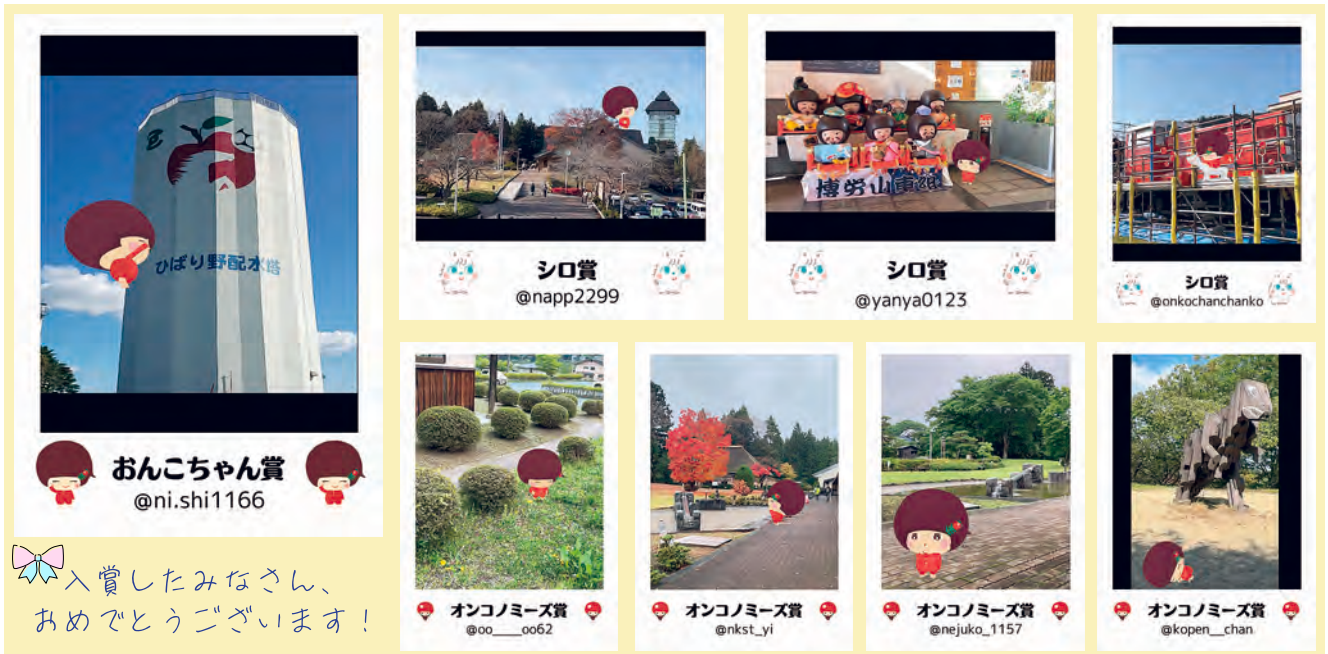 ひばり野配水塔
おんこちゃん賞
@ni.shi1166
シロ賞
@napp2299
博労山貢組
シロ賞
@yanya0123
シロ賞
@onkochanchanko
オンコノミーズ賞
@oo____oo62
オンコノミーズ賞
@nkst_yi
オンコノミーズ賞
@nejuko_1157
オンコノミーズ賞
@kopen__chan
入賞したみなさん、
おめでとうございます！